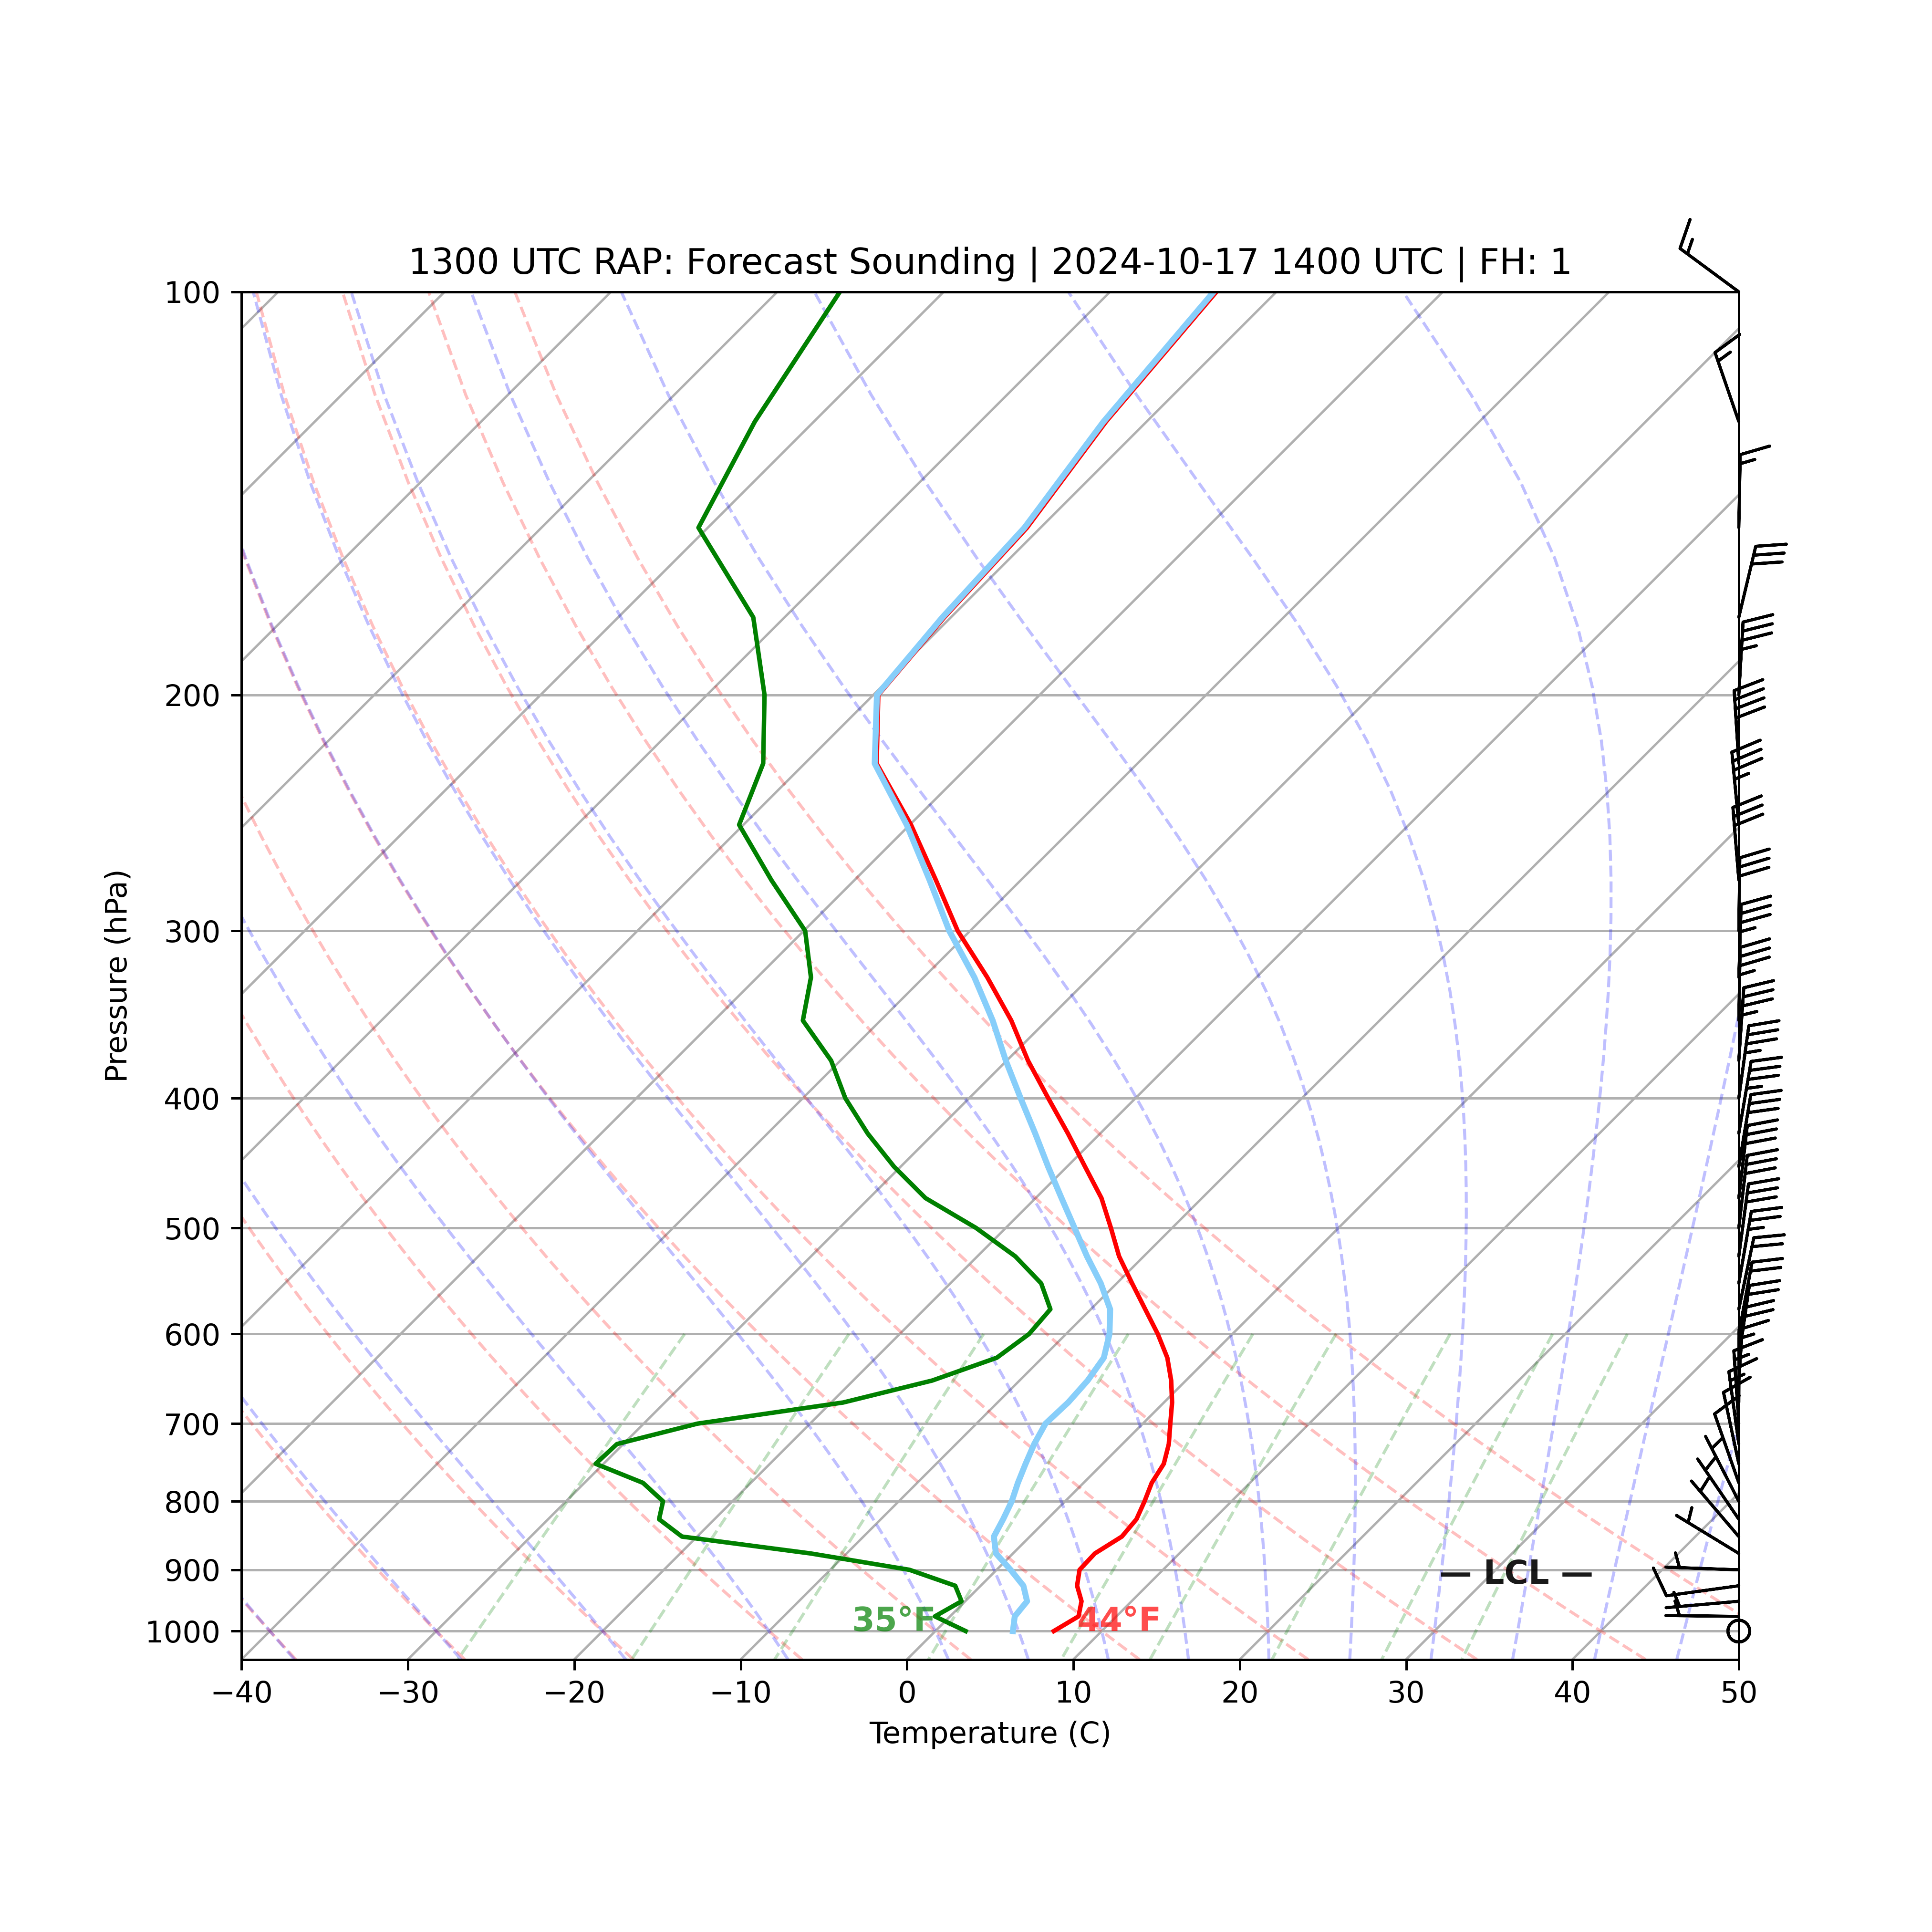 1300 UTC RAP: Forecast Sounding | 2024-10-17 1400 UTC | FH: 1
100
200
300
400
500
600
700
800
900
1000
Pressure (hPa)
— LCL —
35°F
44°F
−40 −30 −20 −10 0 10 20 30 40 50
Temperature (C)